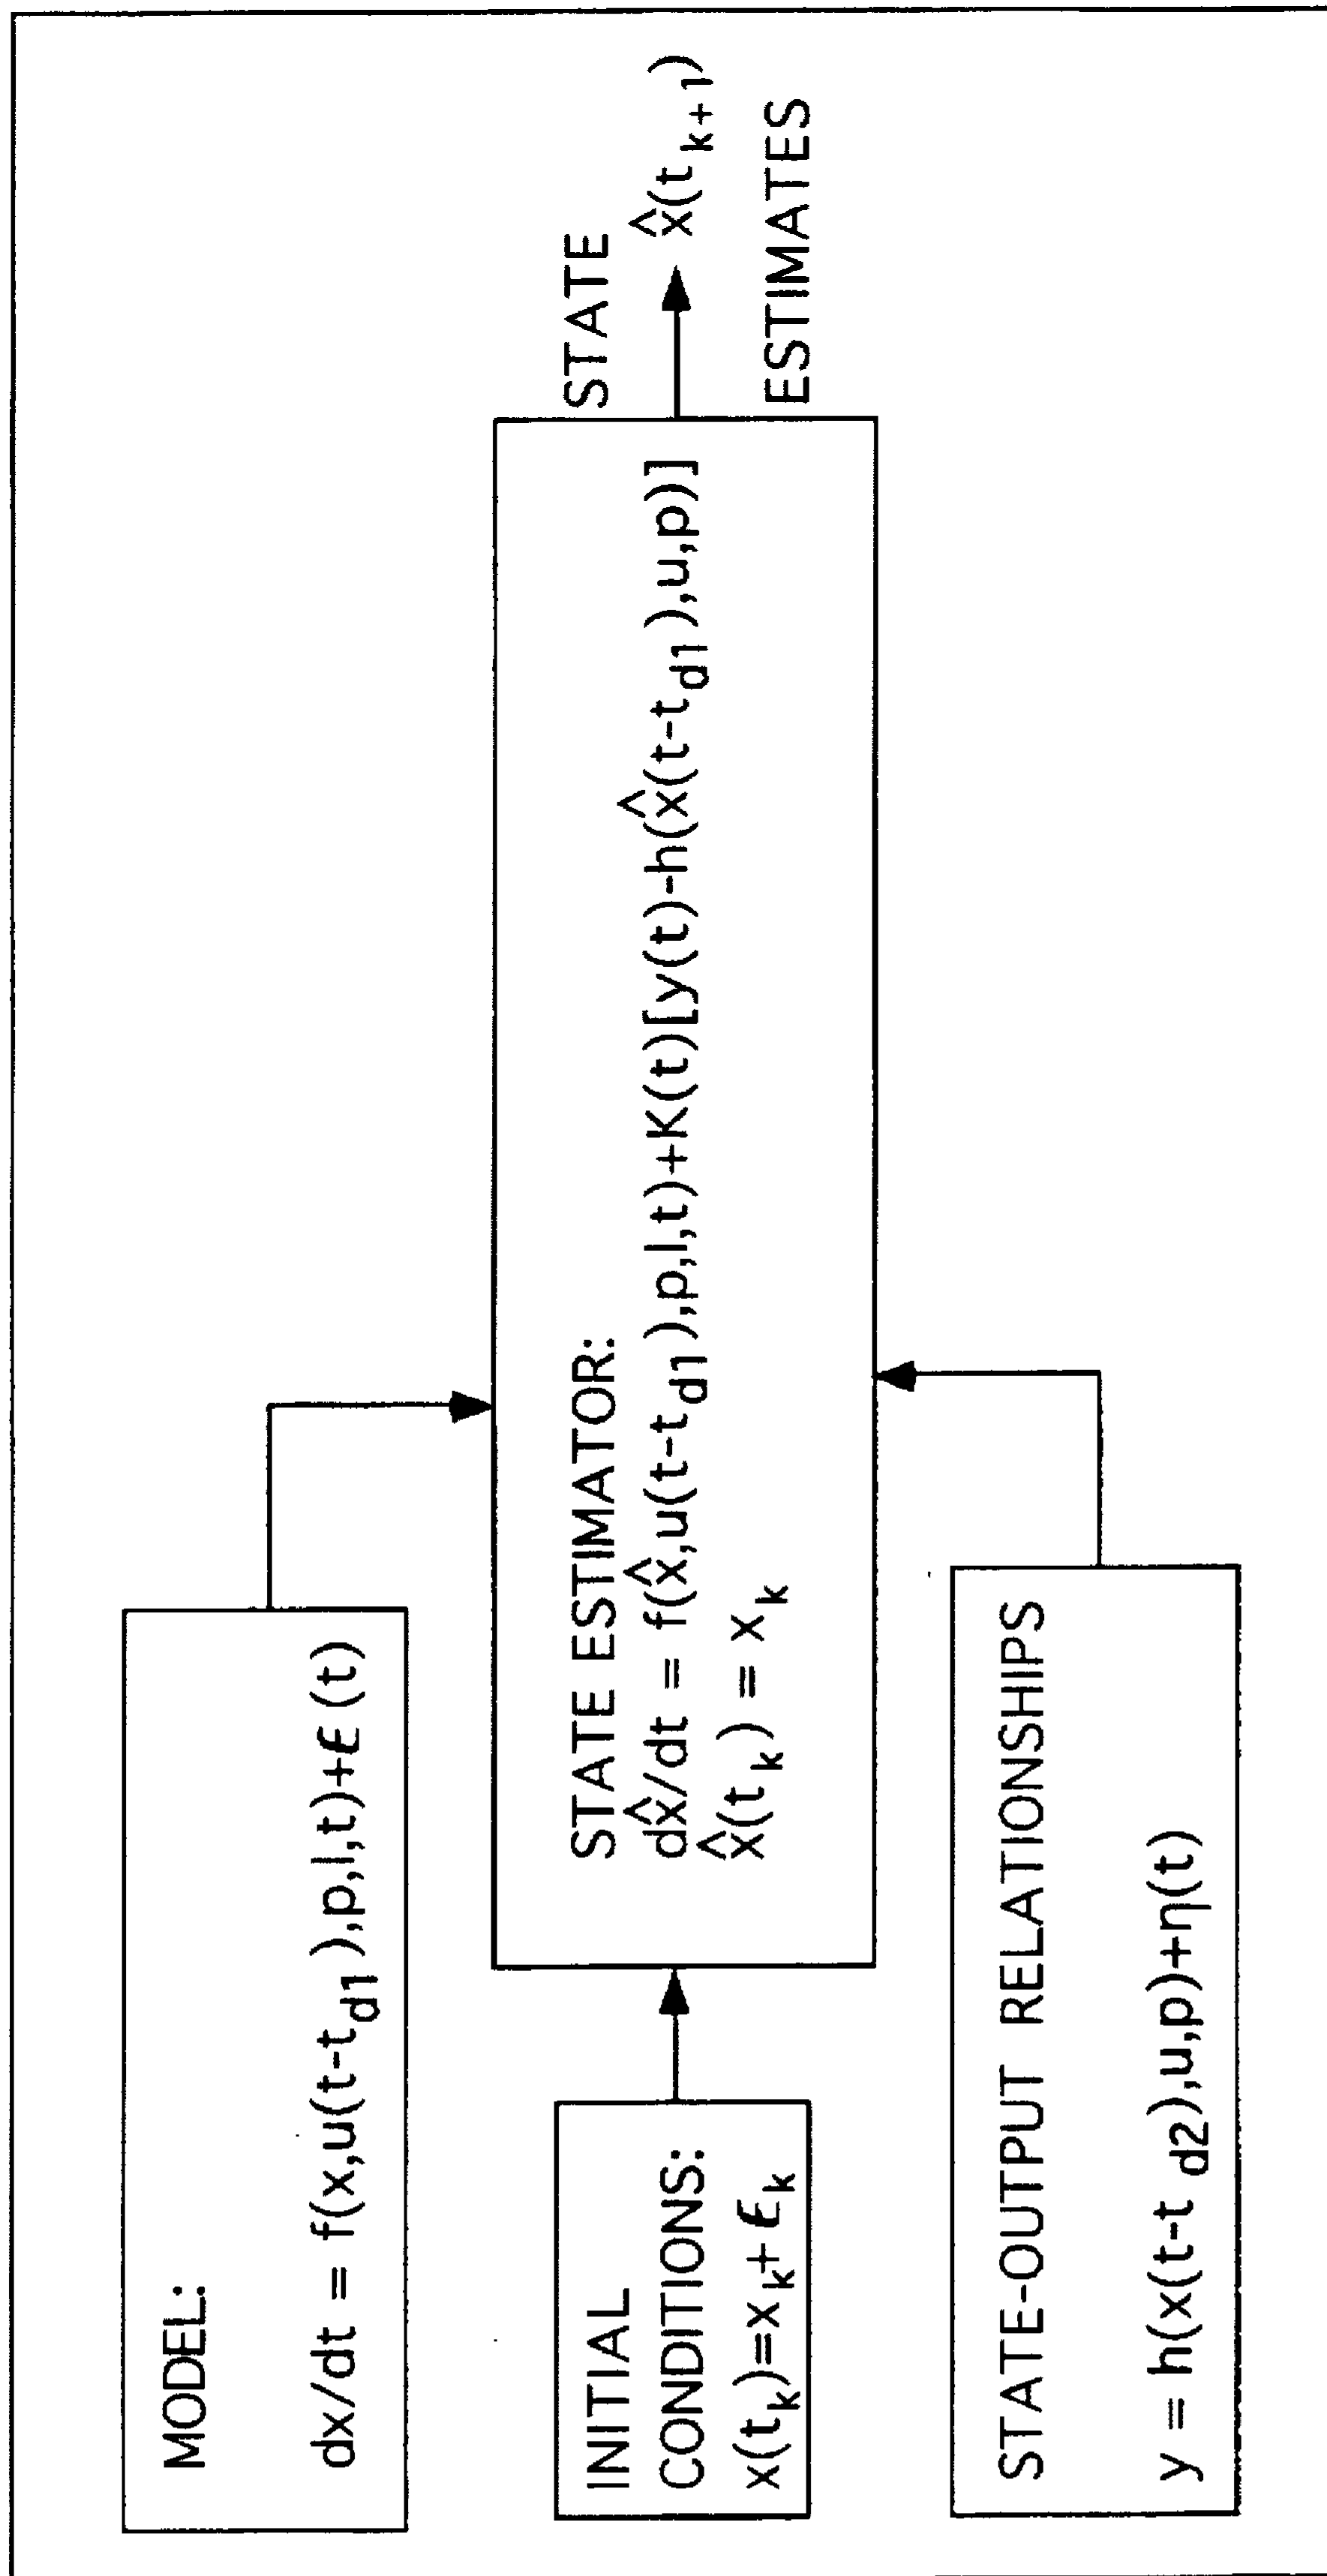 MODEL:
dx/dt = f(x,u(t-t_d1),p,l,t)+ε(t)
INITIAL
CONDITIONS:
x(t_k)=x_k+ε_k
STATE ESTIMATOR:
dx̂/dt = f(x̂,u(t-t_d1),p,l,t)+K(t)[y(t)-h(x̂(t-t_d1),u,p)]
x̂(t_k) = x_k
STATE
x̂(t_k+1)
ESTIMATES
STATE-OUTPUT RELATIONSHIPS
y = h(x(t-t_d2),u,p)+η(t)